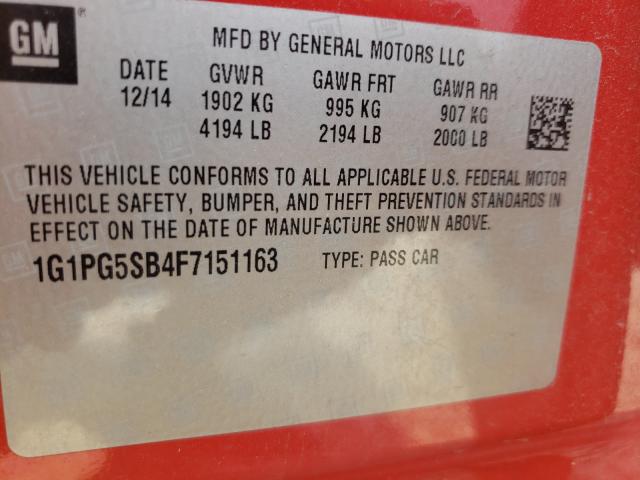 GM ®
MFD BY GENERAL MOTORS LLC
DATE GVWR GAWR FRT GAWR RR
12/14 1902 KG 995 KG 907 KG
4194 LB 2194 LB 2000 LB
THIS VEHICLE CONFORMS TO ALL APPLICABLE U.S. FEDERAL MOTOR
VEHICLE SAFETY, BUMPER, AND THEFT PREVENTION STANDARDS IN
EFFECT ON THE DATE OF MANUFACTURE SHOWN ABOVE.
1G1PG5SB4F7151163 TYPE: PASS CAR